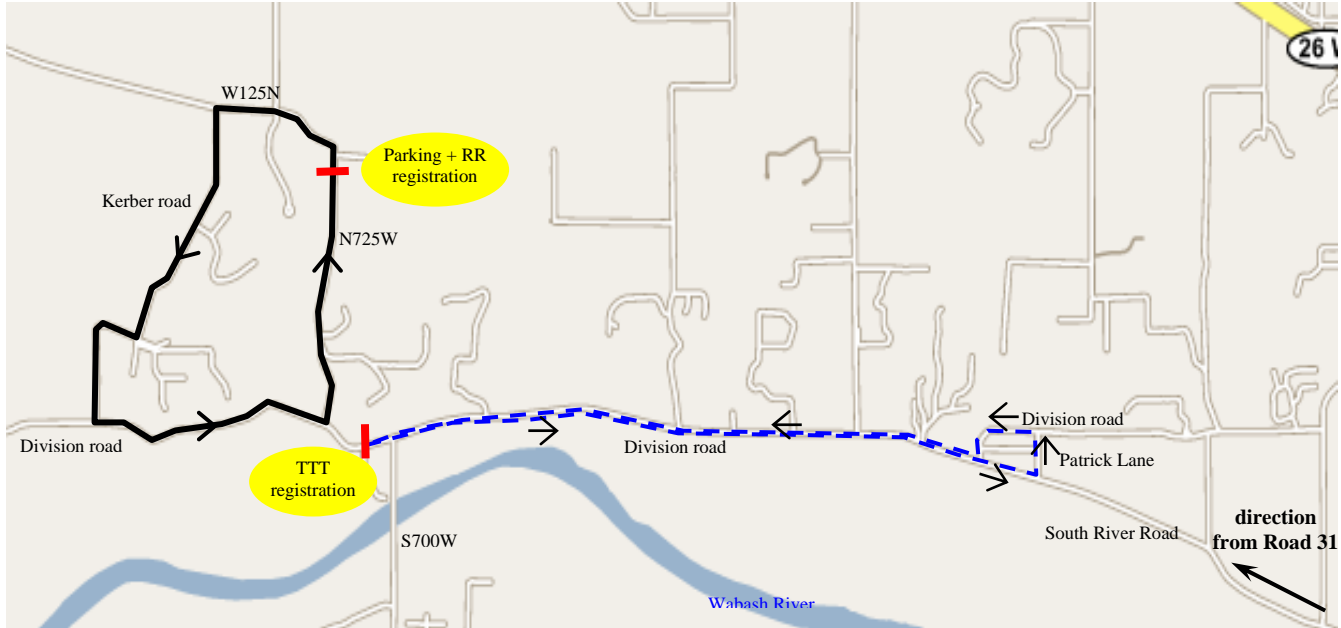 26 W
W125N
Parking + RR
registration
Kerber road
N725W
Division road
Division road
Division road
Patrick Lane
TTT
registration
S700W
South River Road
direction
from Road 31
Wabash River